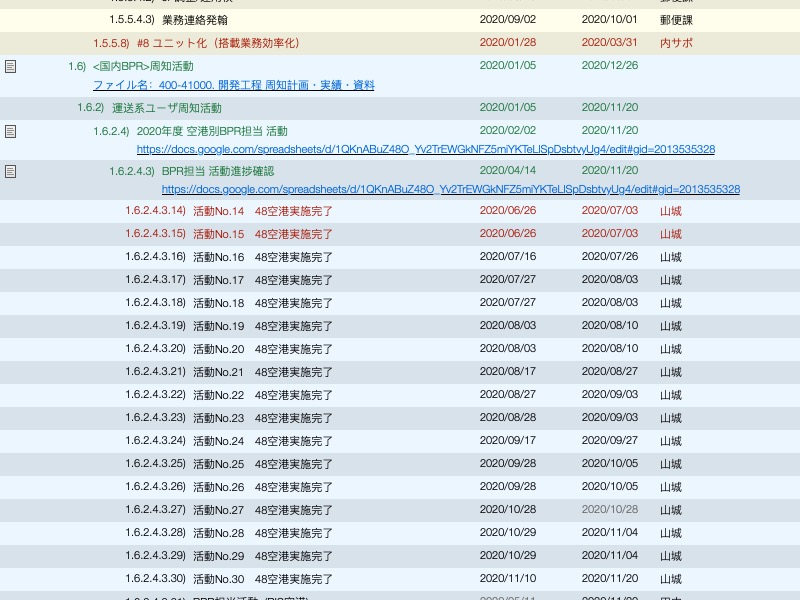 1.5.5.4.3) 業務連絡発翰 2020/09/02 2020/10/01 郵便課
1.5.5.8) #8 ユニット化（搭載業務効率化） 2020/01/28 2020/03/31 内サポ
1.6) <国内BPR>周知活動 2020/01/05 2020/12/26
ファイル名：400-41000. 開発工程 周知計画・実績・資料
1.6.2) 運送系ユーザ周知活動 2020/01/05 2020/11/20
1.6.2.4) 2020年度 空港別BPR担当 活動 2020/02/02 2020/11/20
https://docs.google.com/spreadsheets/d/1QKnABuZ48O_Yv2TrEWGkNFZ5miYKTeLlSpDsbtvyUg4/edit#gid=2013535328
1.6.2.4.3) BPR担当 活動進捗確認 2020/04/14 2020/11/20
https://docs.google.com/spreadsheets/d/1QKnABuZ48O_Yv2TrEWGkNFZ5miYKTeLlSpDsbtvyUg4/edit#gid=2013535328
1.6.2.4.3.14) 活動No.14 48空港実施完了 2020/06/26 2020/07/03 山城
1.6.2.4.3.15) 活動No.15 48空港実施完了 2020/06/26 2020/07/03 山城
1.6.2.4.3.16) 活動No.16 48空港実施完了 2020/07/16 2020/07/26 山城
1.6.2.4.3.17) 活動No.17 48空港実施完了 2020/07/27 2020/08/03 山城
1.6.2.4.3.18) 活動No.18 48空港実施完了 2020/07/27 2020/08/03 山城
1.6.2.4.3.19) 活動No.19 48空港実施完了 2020/08/03 2020/08/10 山城
1.6.2.4.3.20) 活動No.20 48空港実施完了 2020/08/03 2020/08/10 山城
1.6.2.4.3.21) 活動No.21 48空港実施完了 2020/08/17 2020/08/27 山城
1.6.2.4.3.22) 活動No.22 48空港実施完了 2020/08/27 2020/09/03 山城
1.6.2.4.3.23) 活動No.23 48空港実施完了 2020/08/28 2020/09/03 山城
1.6.2.4.3.24) 活動No.24 48空港実施完了 2020/09/17 2020/09/27 山城
1.6.2.4.3.25) 活動No.25 48空港実施完了 2020/09/28 2020/10/05 山城
1.6.2.4.3.26) 活動No.26 48空港実施完了 2020/09/28 2020/10/05 山城
1.6.2.4.3.27) 活動No.27 48空港実施完了 2020/10/28 2020/10/28 山城
1.6.2.4.3.28) 活動No.28 48空港実施完了 2020/10/29 2020/11/04 山城
1.6.2.4.3.29) 活動No.29 48空港実施完了 2020/10/29 2020/11/04 山城
1.6.2.4.3.30) 活動No.30 48空港実施完了 2020/11/10 2020/11/20 山城